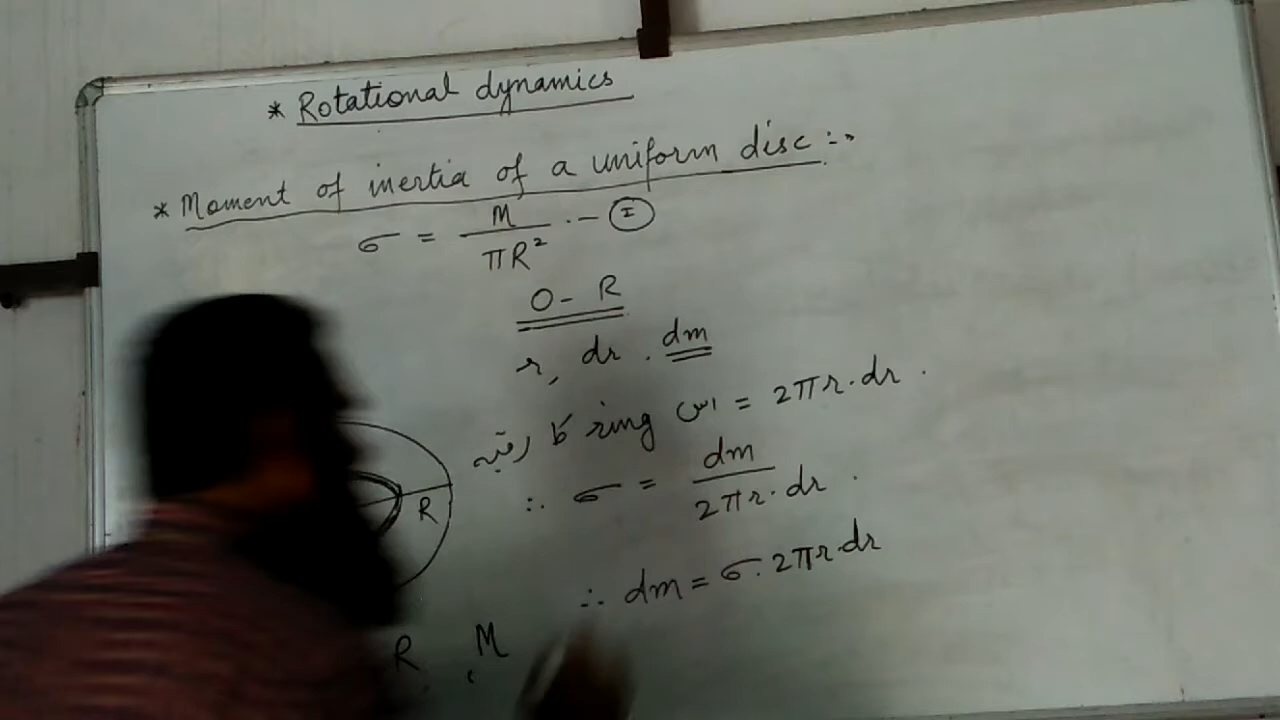 * Rotational dynamics
* Moment of inertia of a uniform disc :-
σ = M / πR² -- (I)
0 - R
r, dr . dm
اس ring کا رقبہ = 2πr.dr .
∴ σ = dm / 2πr.dr .
∴ dm = σ. 2πr.dr
R
R , M